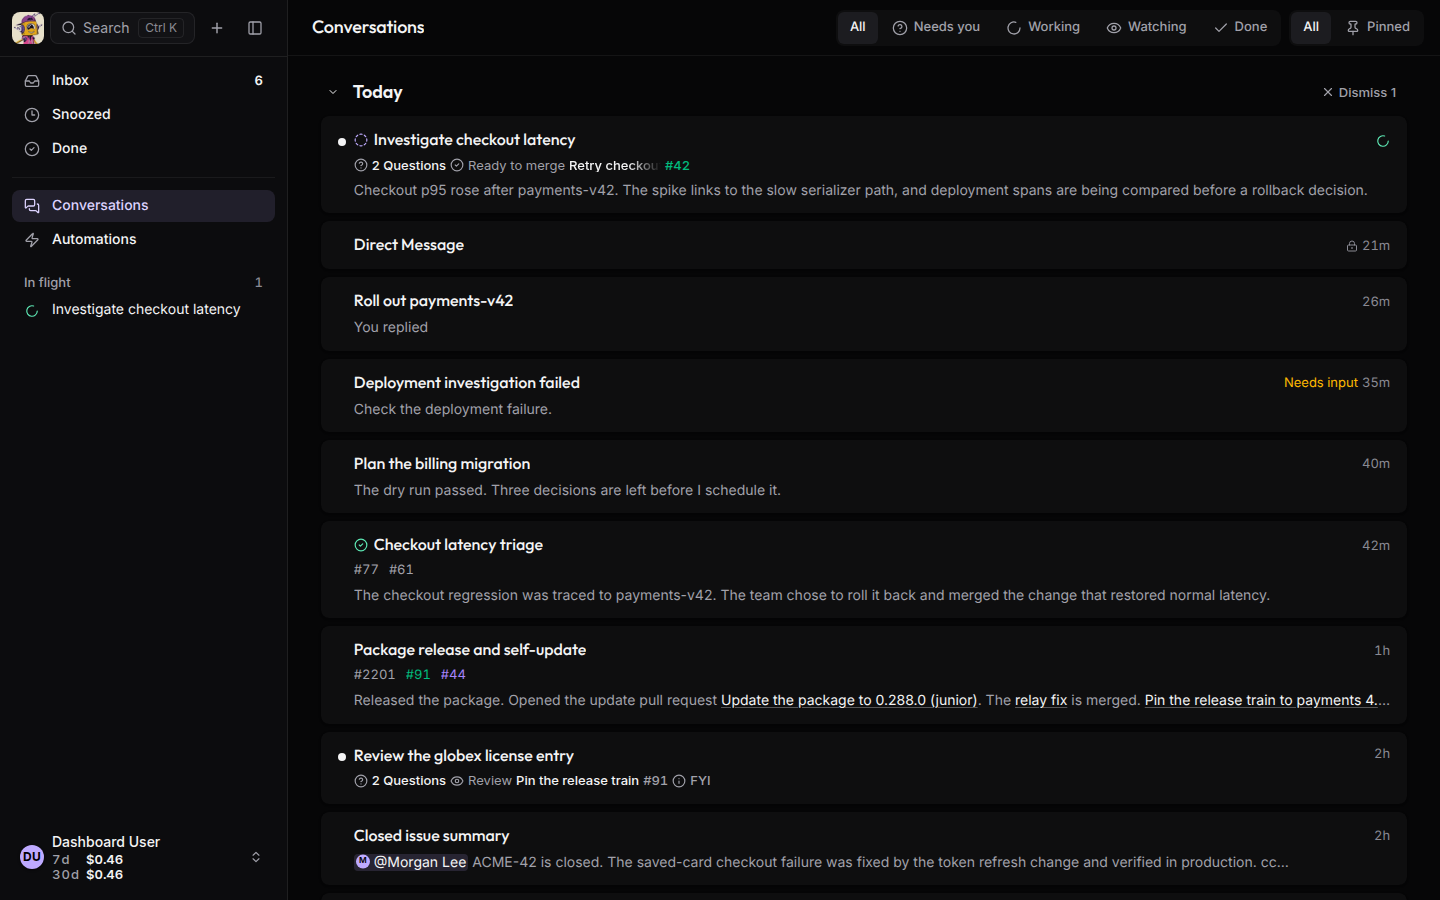 Search Ctrl K
Inbox 6
Snoozed
Done
Conversations
Automations
In flight 1
Investigate checkout latency
DU Dashboard User
7d $0.46
30d $0.46
Conversations
All Needs you Working Watching Done All Pinned
Today Dismiss 1
Investigate checkout latency
2 Questions Ready to merge Retry checkou #42
Checkout p95 rose after payments-v42. The spike links to the slow serializer path, and deployment spans are being compared before a rollback decision.
Direct Message 21m
Roll out payments-v42 26m
You replied
Deployment investigation failed Needs input 35m
Check the deployment failure.
Plan the billing migration 40m
The dry run passed. Three decisions are left before I schedule it.
Checkout latency triage 42m
#77 #61
The checkout regression was traced to payments-v42. The team chose to roll it back and merged the change that restored normal latency.
Package release and self-update 1h
#2201 #91 #44
Released the package. Opened the update pull request Update the package to 0.288.0 (junior). The relay fix is merged. Pin the release train to payments 4....
Review the globex license entry 2h
2 Questions Review Pin the release train #91 FYI
Closed issue summary 2h
M @Morgan Lee ACME-42 is closed. The saved-card checkout failure was fixed by the token refresh change and verified in production. cc...